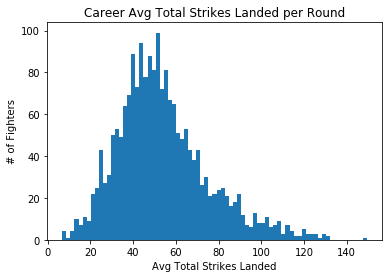 Career Avg Total Strikes Landed per Round
100
80
60
40
20
0
# of Fighters
0 20 40 60 80 100 120 140
Avg Total Strikes Landed